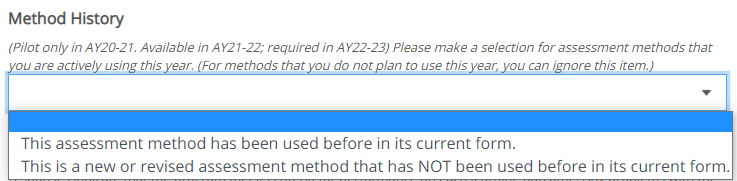 Method History
(Pilot only in AY20-21. Available in AY21-22; required in AY22-23) Please make a selection for assessment methods that
you are actively using this year. (For methods that you do not plan to use this year, you can ignore this item.)
This assessment method has been used before in its current form.
This is a new or revised assessment method that has NOT been used before in its current form.